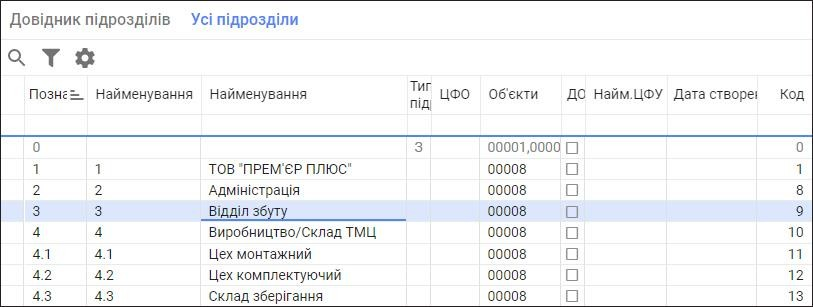 Довідник підрозділів Усі підрозділи
Позна Найменування Найменування Тип підр ЦФО Об'єкти ДО Найм.ЦФУ Дата створен Код
0 3 00001,0000 0
1 1 ТОВ "ПРЕМ'ЄР ПЛЮС" 00008 1
2 2 Адміністрація 00008 8
3 3 Відділ збуту 00008 9
4 4 Виробництво/Склад ТМЦ 00008 10
4.1 4.1 Цех монтажний 00008 11
4.2 4.2 Цех комплектуючий 00008 12
4.3 4.3 Склад зберігання 00008 13